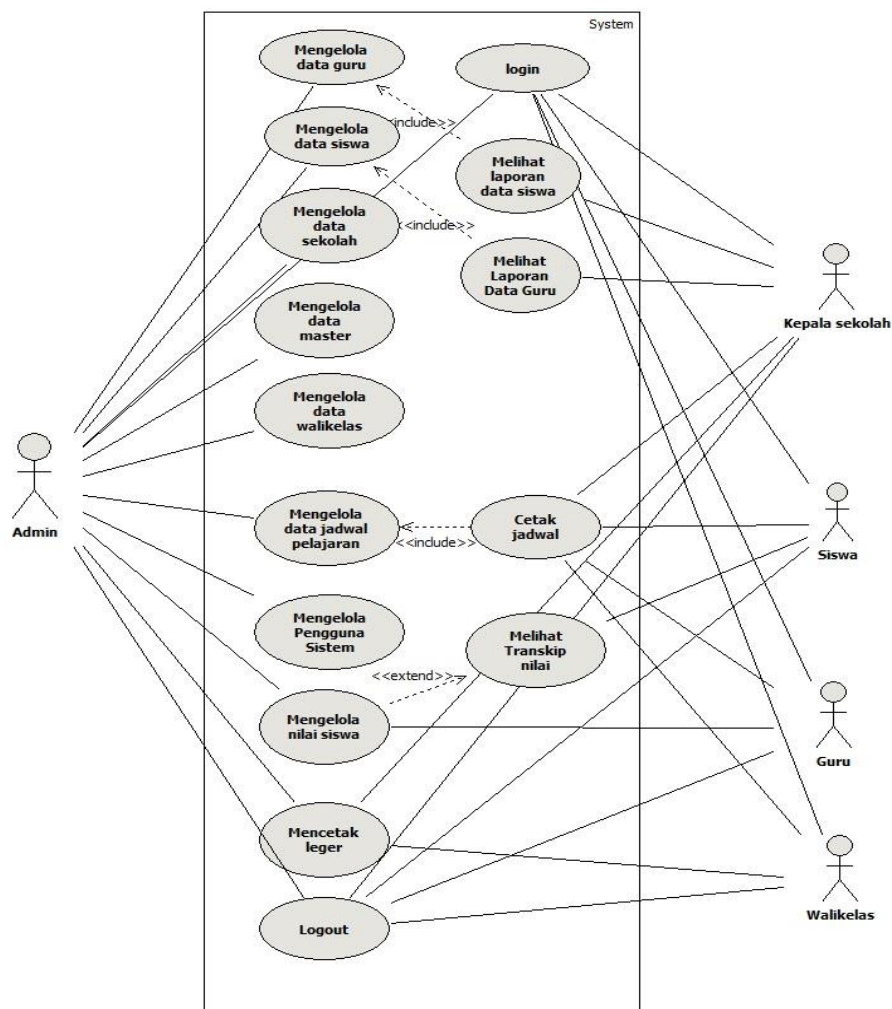 System
Mengelola
data guru
login
<<include>>
Mengelola
data siswa
Melihat
laporan
data siswa
Mengelola
data
sekolah
<<include>>
Melihat
Laporan
Data Guru
Kepala sekolah
Mengelola
data
master
Mengelola
data
walikelas
Admin
Mengelola
data jadwal
pelajaran
<<include>>
Cetak
jadwal
Siswa
Mengelola
Pengguna
Sistem
Melihat
Transkip
nilai
<<extend>>
Mengelola
nilai siswa
Guru
Mencetak
leger
Walikelas
Logout